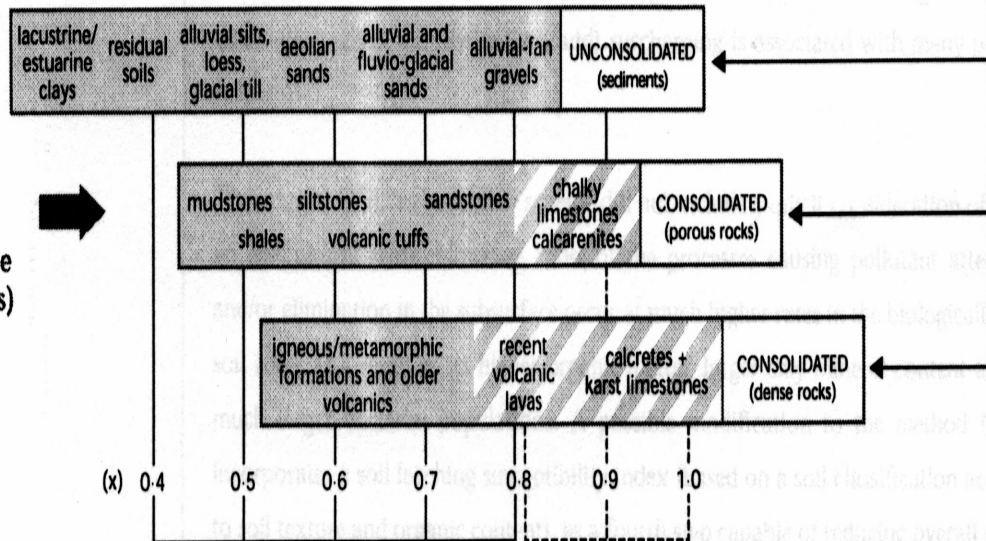 lacustrine/
estuarine
clays
residual
soils
alluvial silts,
loess,
glacial till
aeolian
sands
alluvial and
fluvio-glacial
sands
alluvial-fan
gravels
UNCONSOLIDATED
(sediments)
mudstones
shales
siltstones
volcanic tuffs
sandstones
chalky
limestones
calcarenites
CONSOLIDATED
(porous rocks)
e
s)
igneous/metamorphic
formations and older
volcanics
recent
volcanic
lavas
calcretes +
karst limestones
CONSOLIDATED
(dense rocks)
(x) 0·4 0·5 0·6 0·7 0·8 0·9